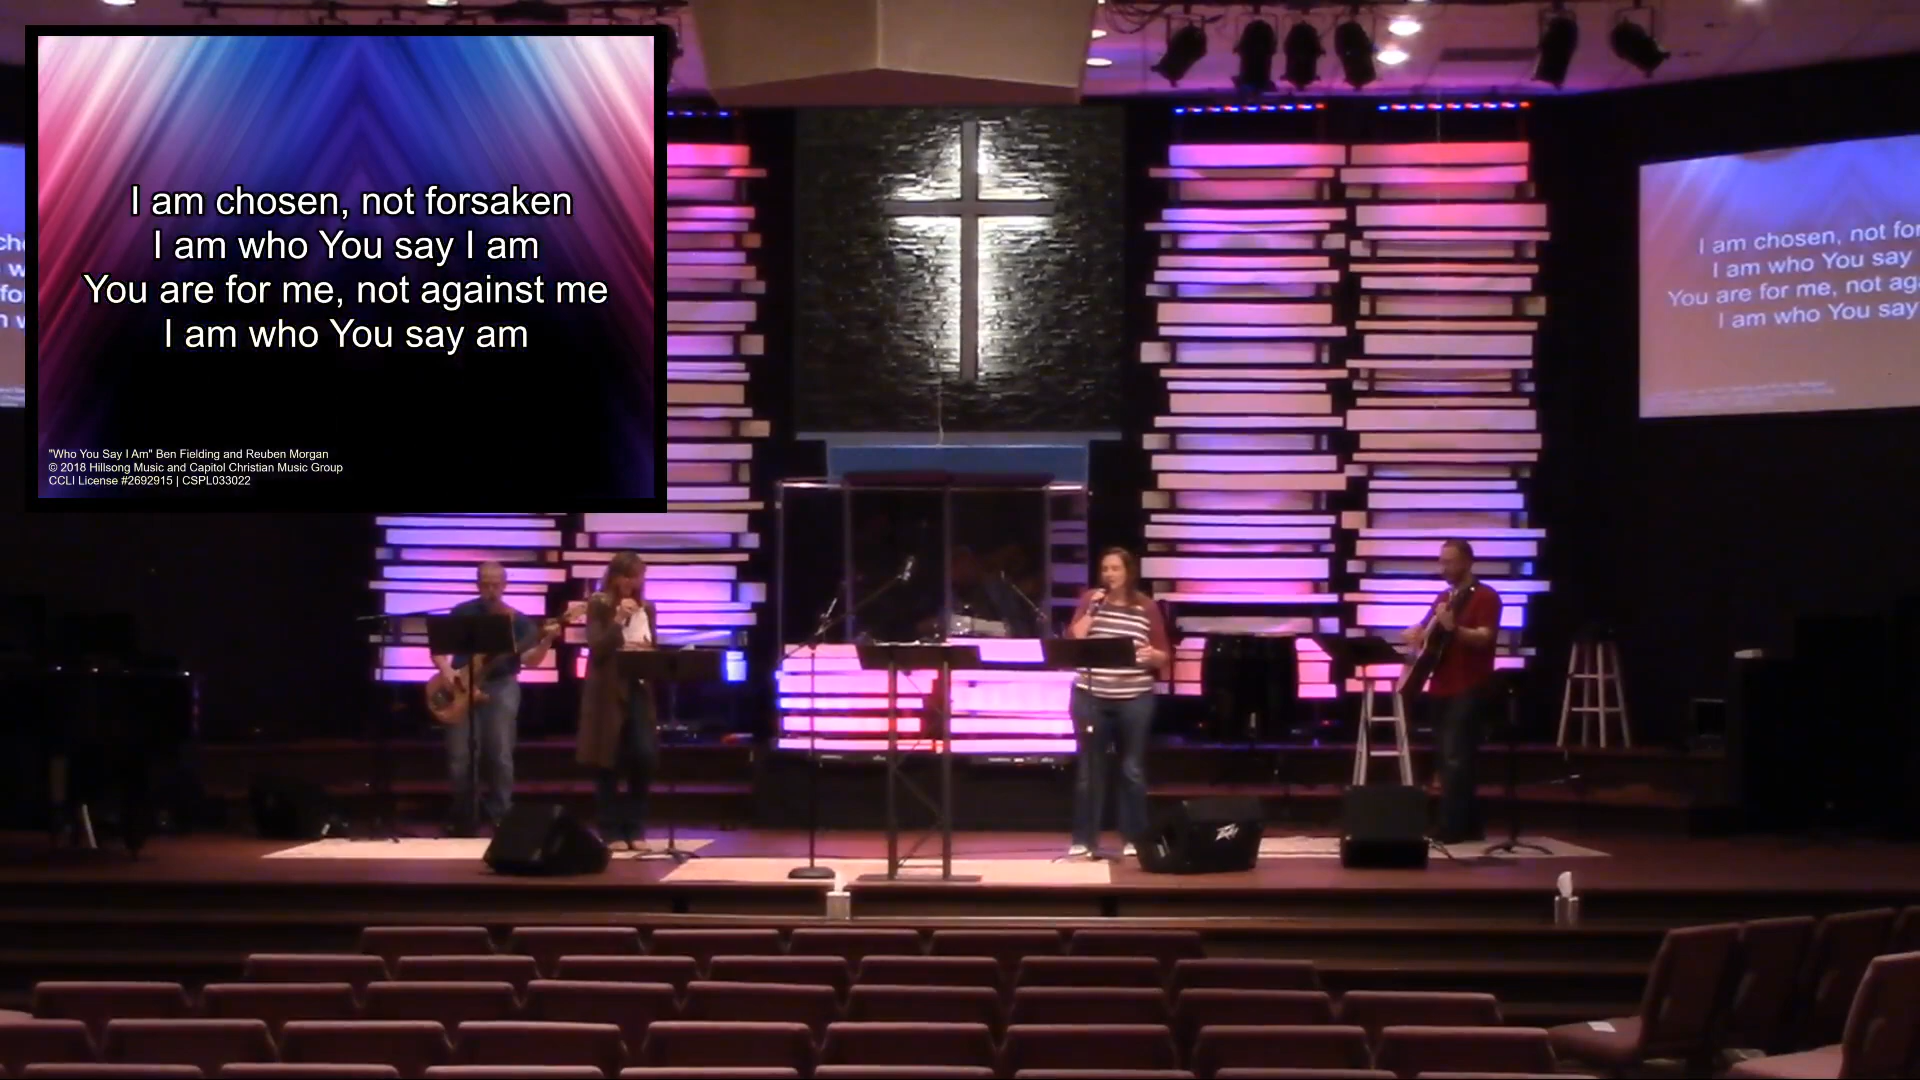 I am chosen, not forsaken
I am who You say I am
You are for me, not against me
I am who You say am
"Who You Say I Am" Ben Fielding and Reuben Morgan
© 2018 Hillsong Music and Capitol Christian Music Group
CCLI License #2692915 | CSPL033022
I am chosen, not for
I am who You say
You are for me, not ag
I am who You say
PEAVEY